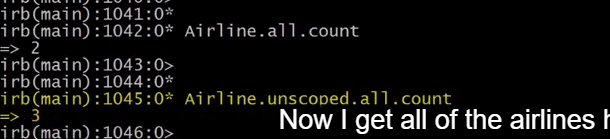 irb(main):1041:0*
irb(main):1042:0* Airline.all.count
=> 2
irb(main):1043:0>
irb(main):1044:0*
irb(main):1045:0* Airline.unscoped.all.count
=> 3
Now I get all of the airlines h
irb(main):1046:0>